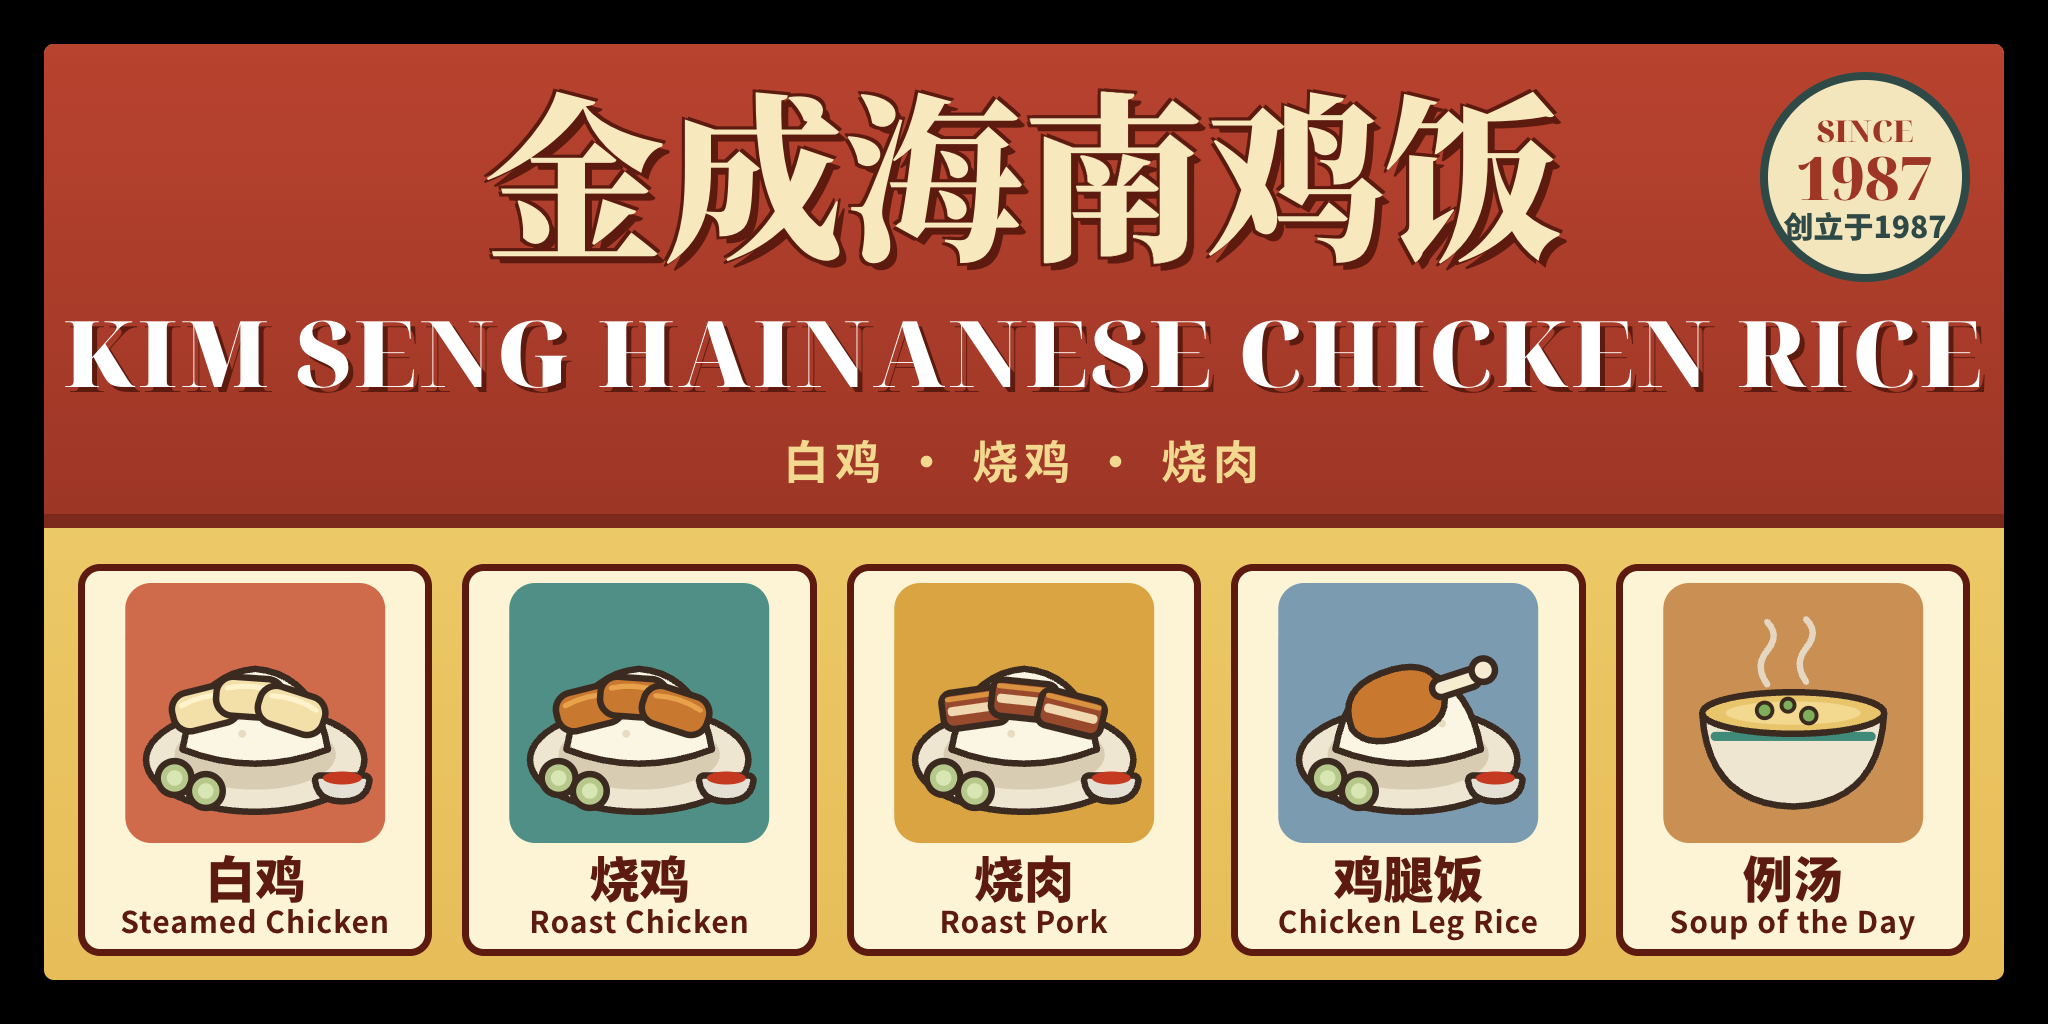 金成海南鸡饭
SINCE
1987
创立于1987
KIM SENG HAINANESE CHICKEN RICE
白鸡 · 烧鸡 · 烧肉
白鸡
Steamed Chicken
烧鸡
Roast Chicken
烧肉
Roast Pork
鸡腿饭
Chicken Leg Rice
例汤
Soup of the Day